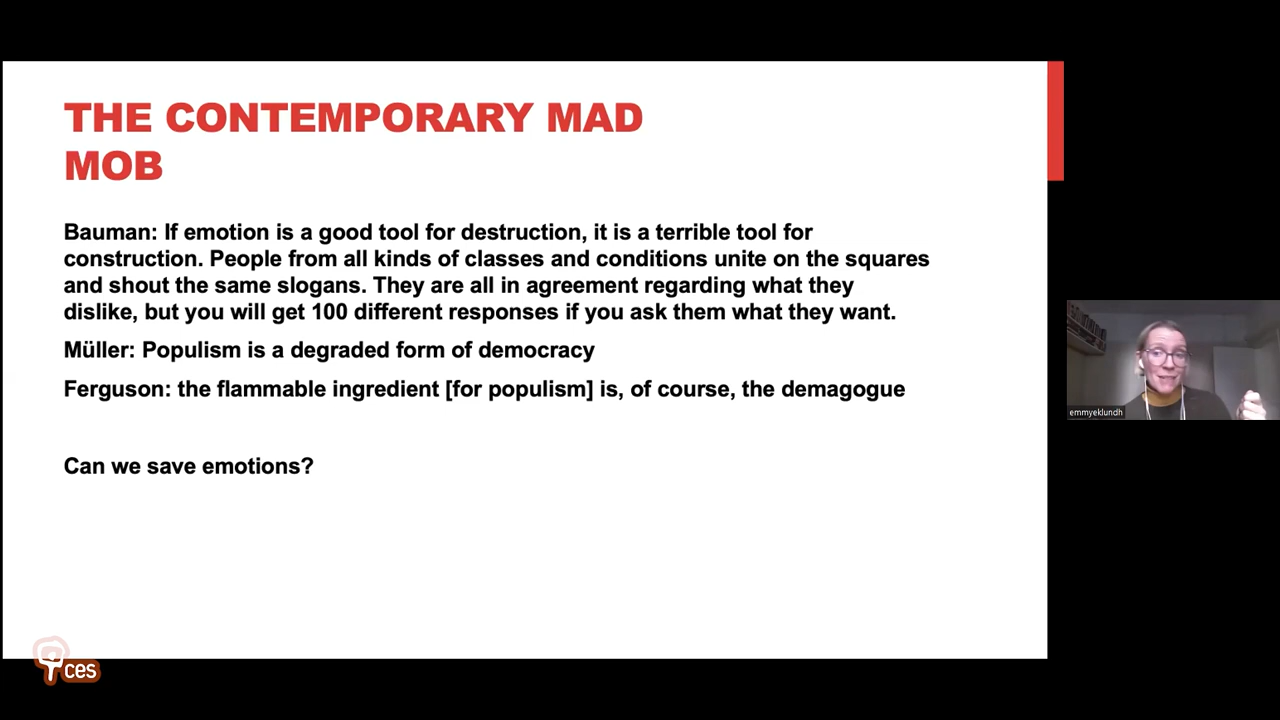 THE CONTEMPORARY MAD
MOB
Bauman: If emotion is a good tool for destruction, it is a terrible tool for
construction. People from all kinds of classes and conditions unite on the squares
and shout the same slogans. They are all in agreement regarding what they
dislike, but you will get 100 different responses if you ask them what they want.
Müller: Populism is a degraded form of democracy
Ferguson: the flammable ingredient [for populism] is, of course, the demagogue
Can we save emotions?
emmyeklundh
ces